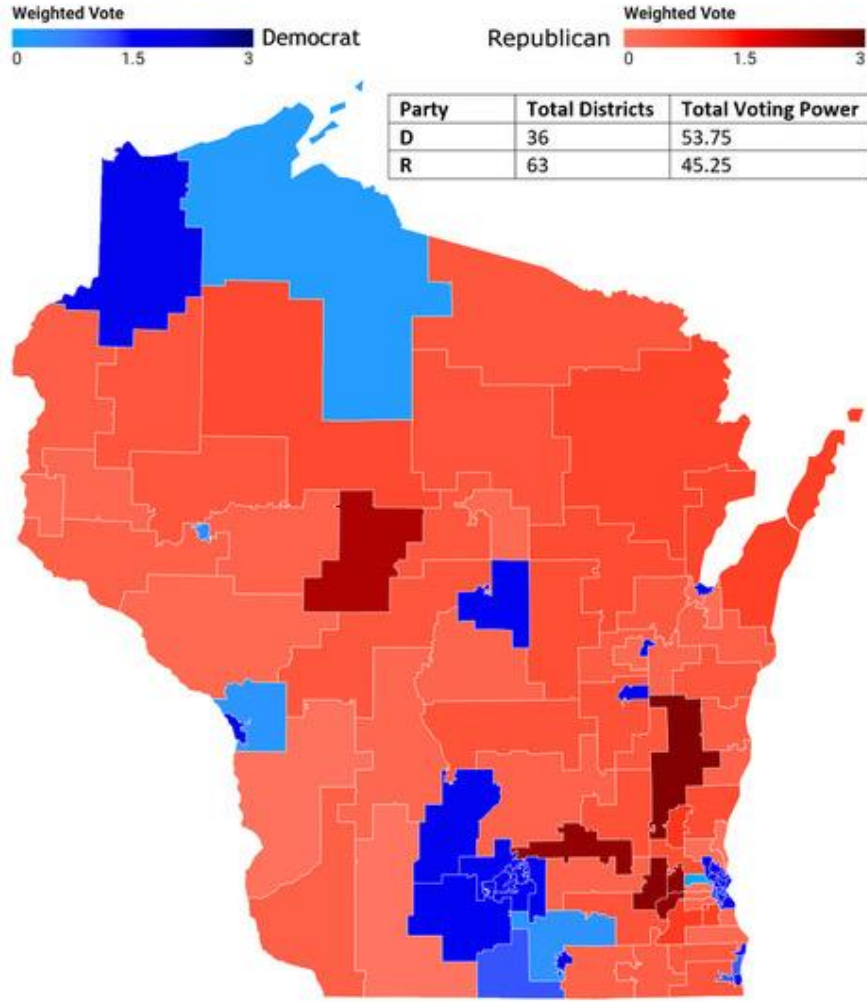 Weighted Vote
Democrat
0 1.5 3
Weighted Vote
Republican
0 1.5 3
Party Total Districts Total Voting Power
D 36 53.75
R 63 45.25